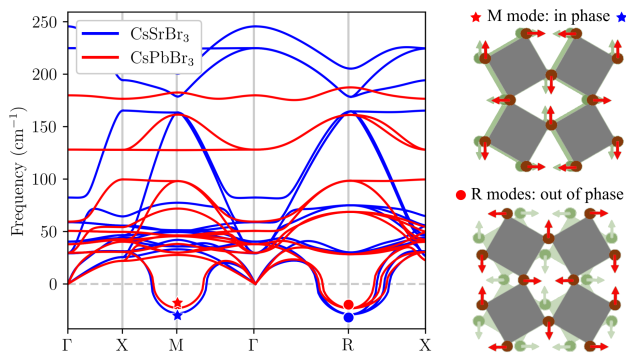 CsSrBr₃
CsPbBr₃
Frequency (cm⁻¹)
250
200
150
100
50
0
Γ X M Γ R X
★ M mode: in phase ★
● R modes: out of phase